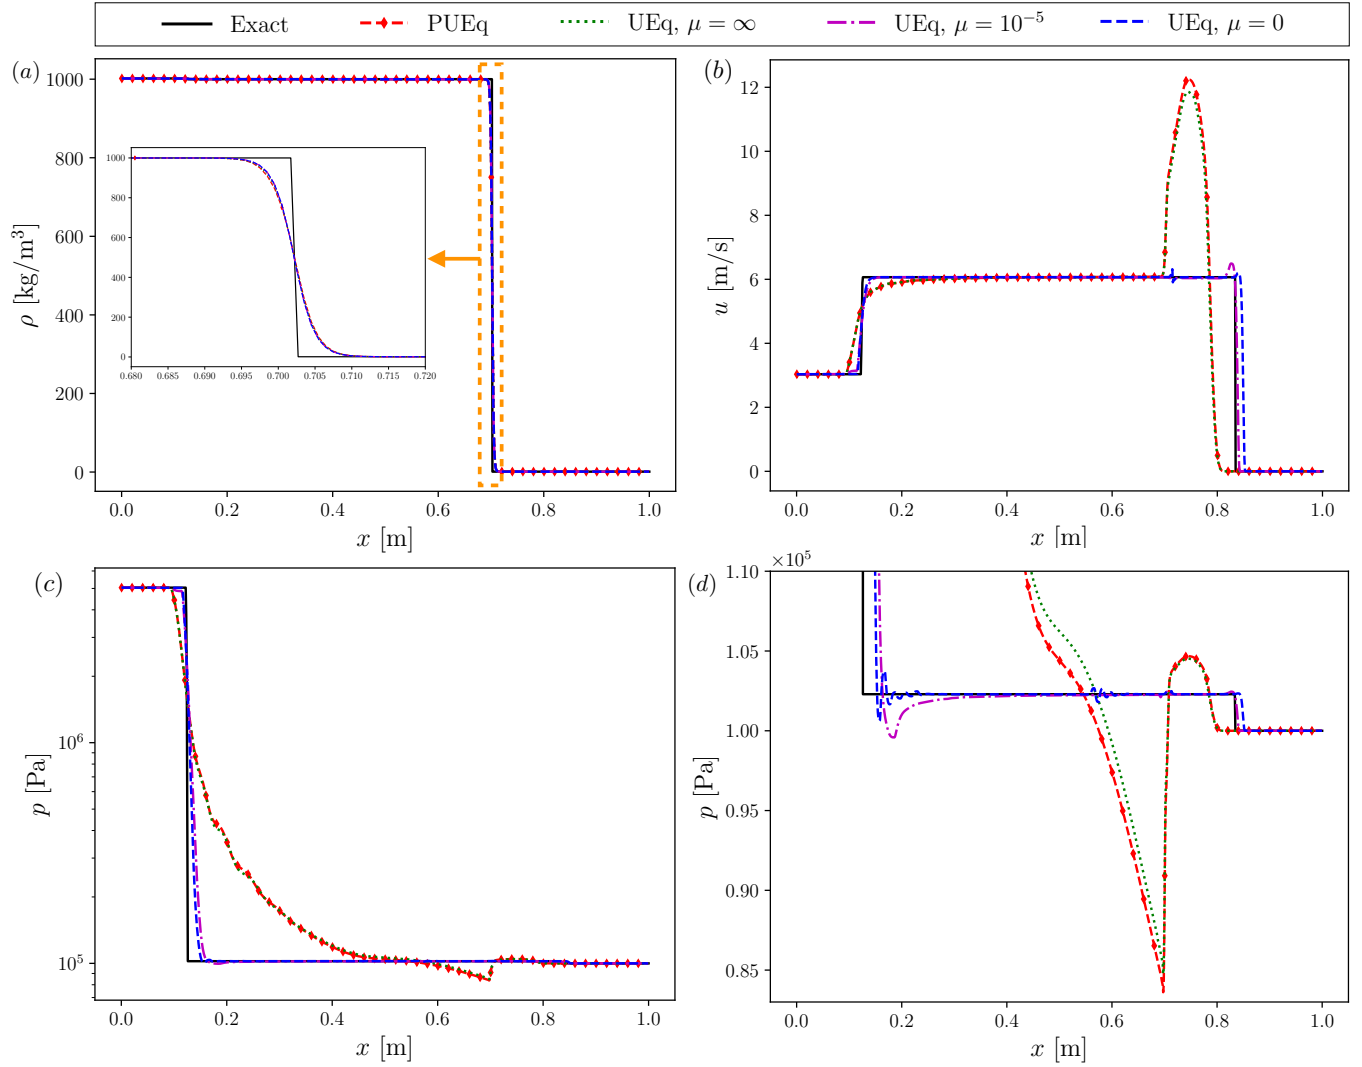 Exact PUEq UEq, μ = ∞ UEq, μ = 10⁻⁵ UEq, μ = 0
(a)
1000
800
600
400
200
0
ρ [kg/m³]
1000
800
600
400
200
0
0.680 0.685 0.690 0.695 0.700 0.705 0.710 0.715 0.720
0.0 0.2 0.4 0.6 0.8 1.0
x [m]
(b)
12
10
8
6
4
2
0
u [m/s]
0.0 0.2 0.4 0.6 0.8 1.0
x [m]
(c)
10⁶
10⁵
p [Pa]
0.0 0.2 0.4 0.6 0.8 1.0
x [m]
(d)
×10⁵
1.10
1.05
1.00
0.95
0.90
0.85
p [Pa]
0.0 0.2 0.4 0.6 0.8 1.0
x [m]